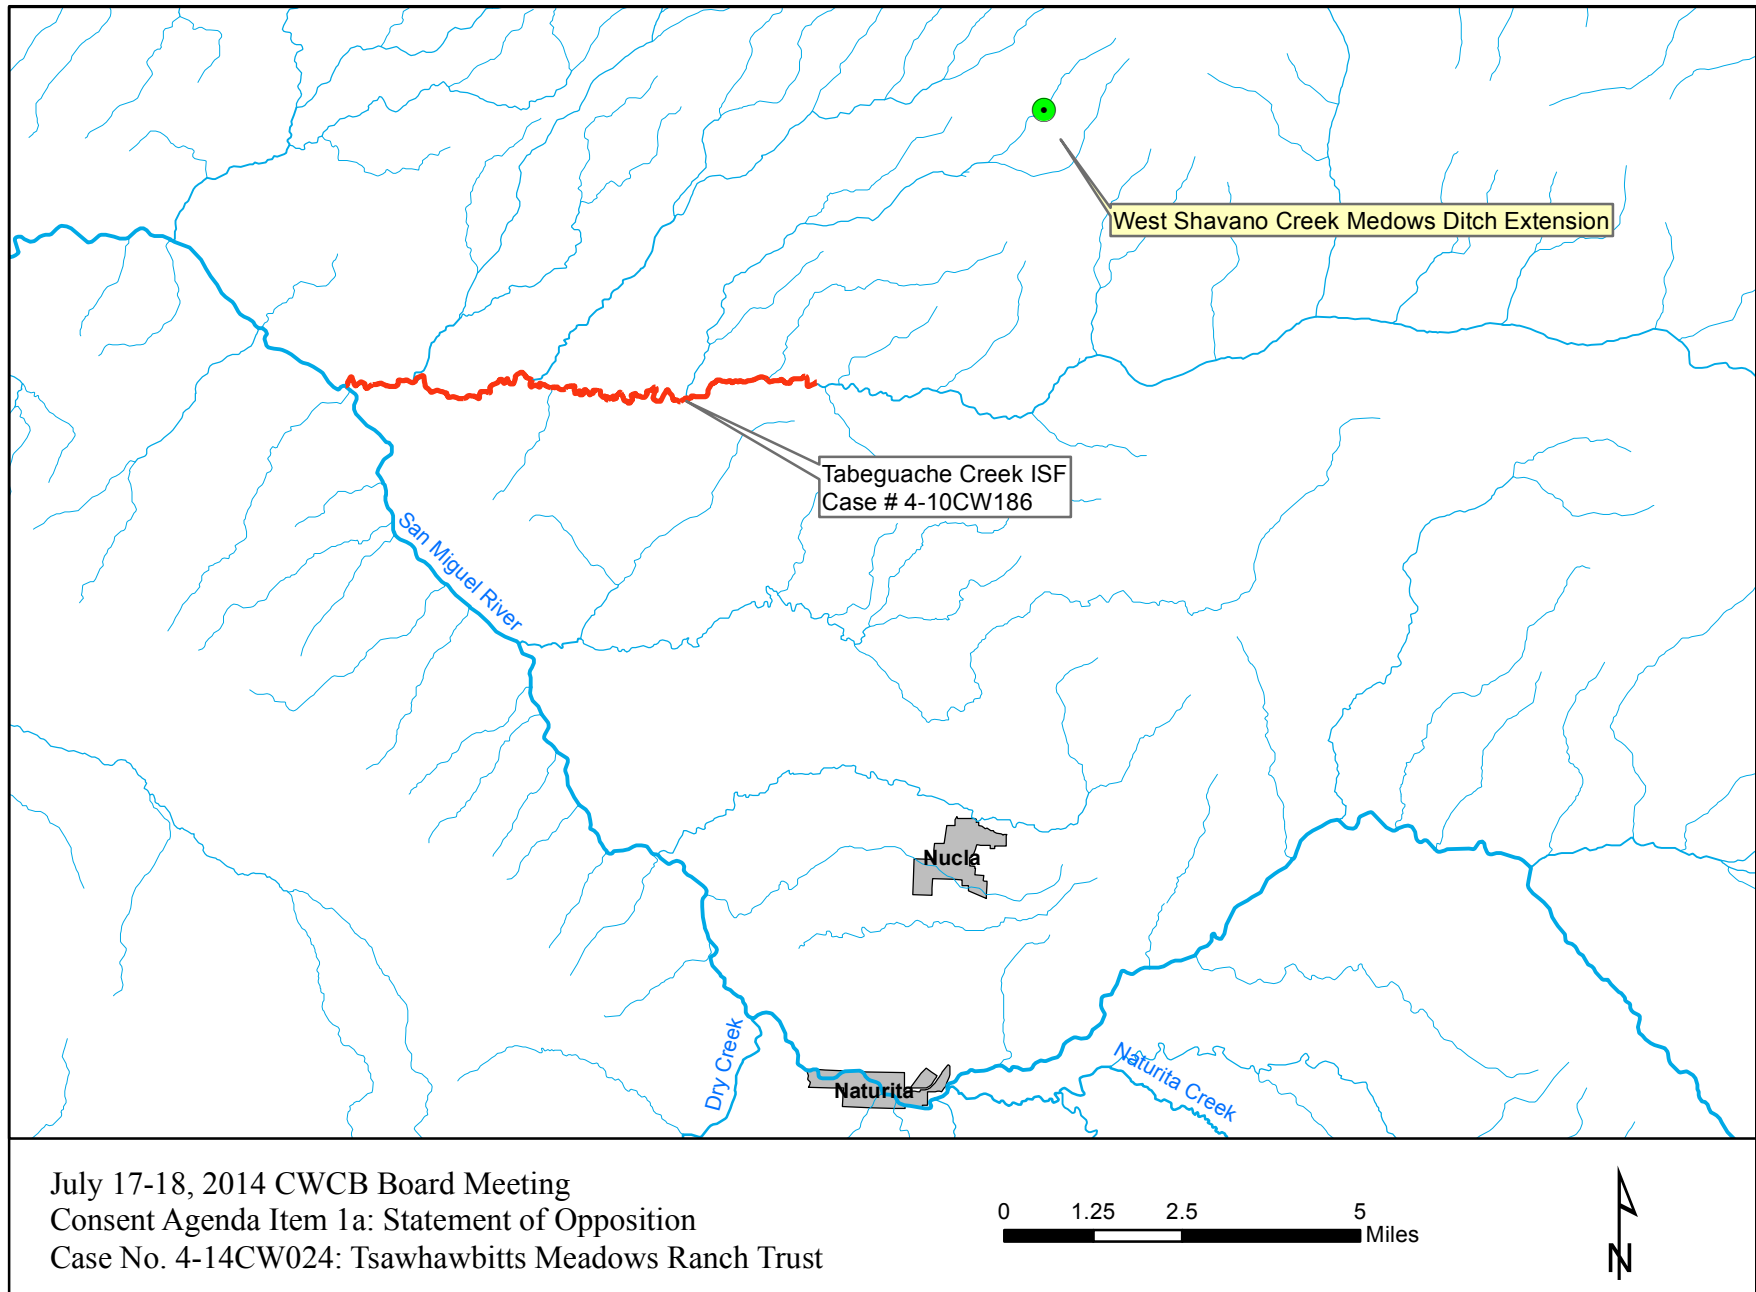 West Shavano Creek Medows Ditch Extension
Tabeguache Creek ISF
Case # 4-10CW186
San Miguel River
Nucla
Dry Creek
Naturita
Naturita Creek
July 17-18, 2014 CWCB Board Meeting
Consent Agenda Item 1a: Statement of Opposition
Case No. 4-14CW024: Tsawhawbitts Meadows Ranch Trust
0 1.25 2.5 5
Miles
N